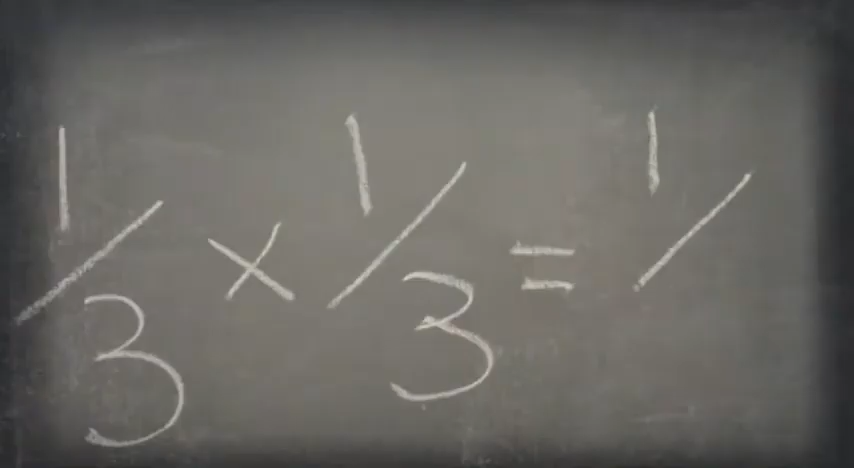 1/3 × 1/3 = 1/